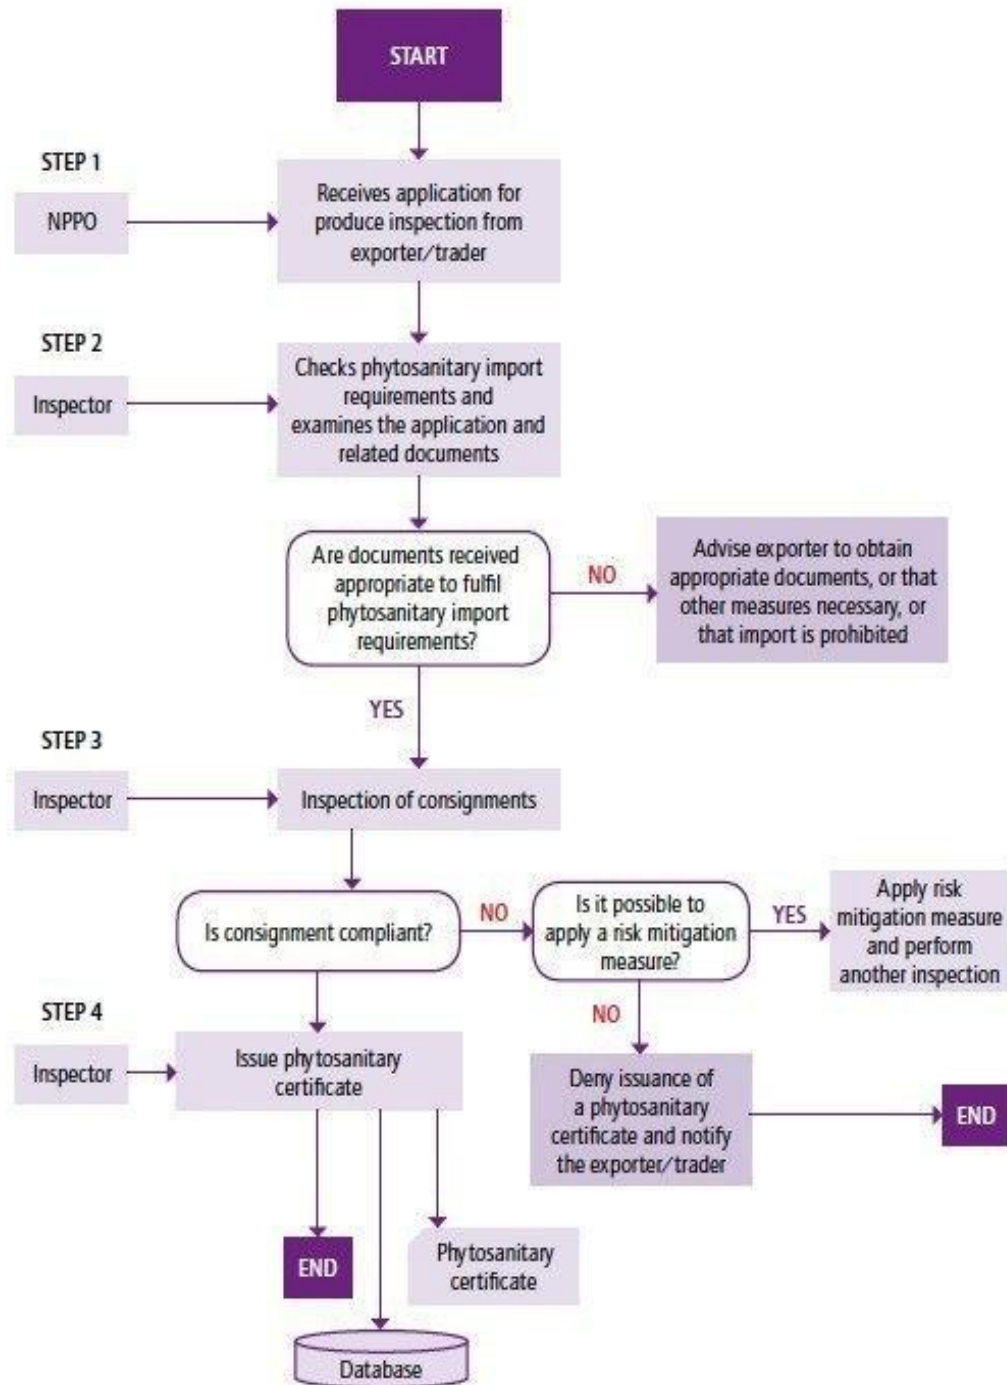 START
STEP 1
NPPO
Receives application for
produce inspection from
exporter/trader
STEP 2
Inspector
Checks phytosanitary import
requirements and
examines the application and
related documents
Are documents received
appropriate to fulfil
phytosanitary import
requirements?
NO
Advise exporter to obtain
appropriate documents, or that
other measures necessary, or
that import is prohibited
YES
STEP 3
Inspector
Inspection of consignments
Is consignment compliant?
NO
Is it possible to
apply a risk mitigation
measure?
YES
Apply risk
mitigation measure
and perform
another inspection
NO
STEP 4
Inspector
Issue phytosanitary
certificate
Deny issuance of
a phytosanitary
certificate and notify
the exporter/trader
END
END
Phytosanitary
certificate
Database